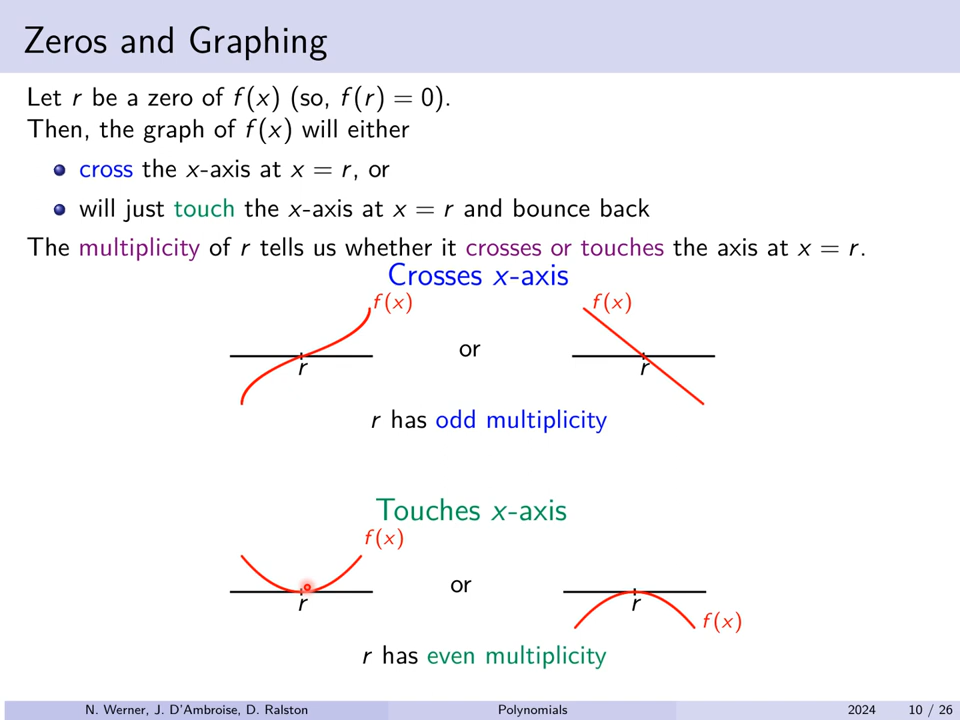 Zeros and Graphing
Let r be a zero of f(x) (so, f(r) = 0).
Then, the graph of f(x) will either
cross the x-axis at x = r, or
will just touch the x-axis at x = r and bounce back
The multiplicity of r tells us whether it crosses or touches the axis at x = r.
Crosses x-axis
f(x)
f(x)
or
r
r
r has odd multiplicity
Touches x-axis
f(x)
or
r
r
f(x)
r has even multiplicity
N. Werner, J. D'Ambroise, D. Ralston
Polynomials
2024
10 / 26